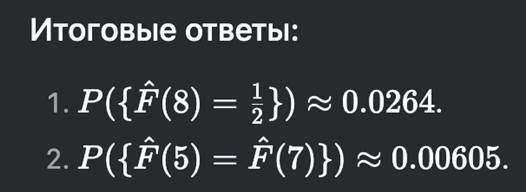 Итоговые ответы:
1. P({F̂(8) = 1/2}) ≈ 0.0264.
2. P({F̂(5) = F̂(7)}) ≈ 0.00605.